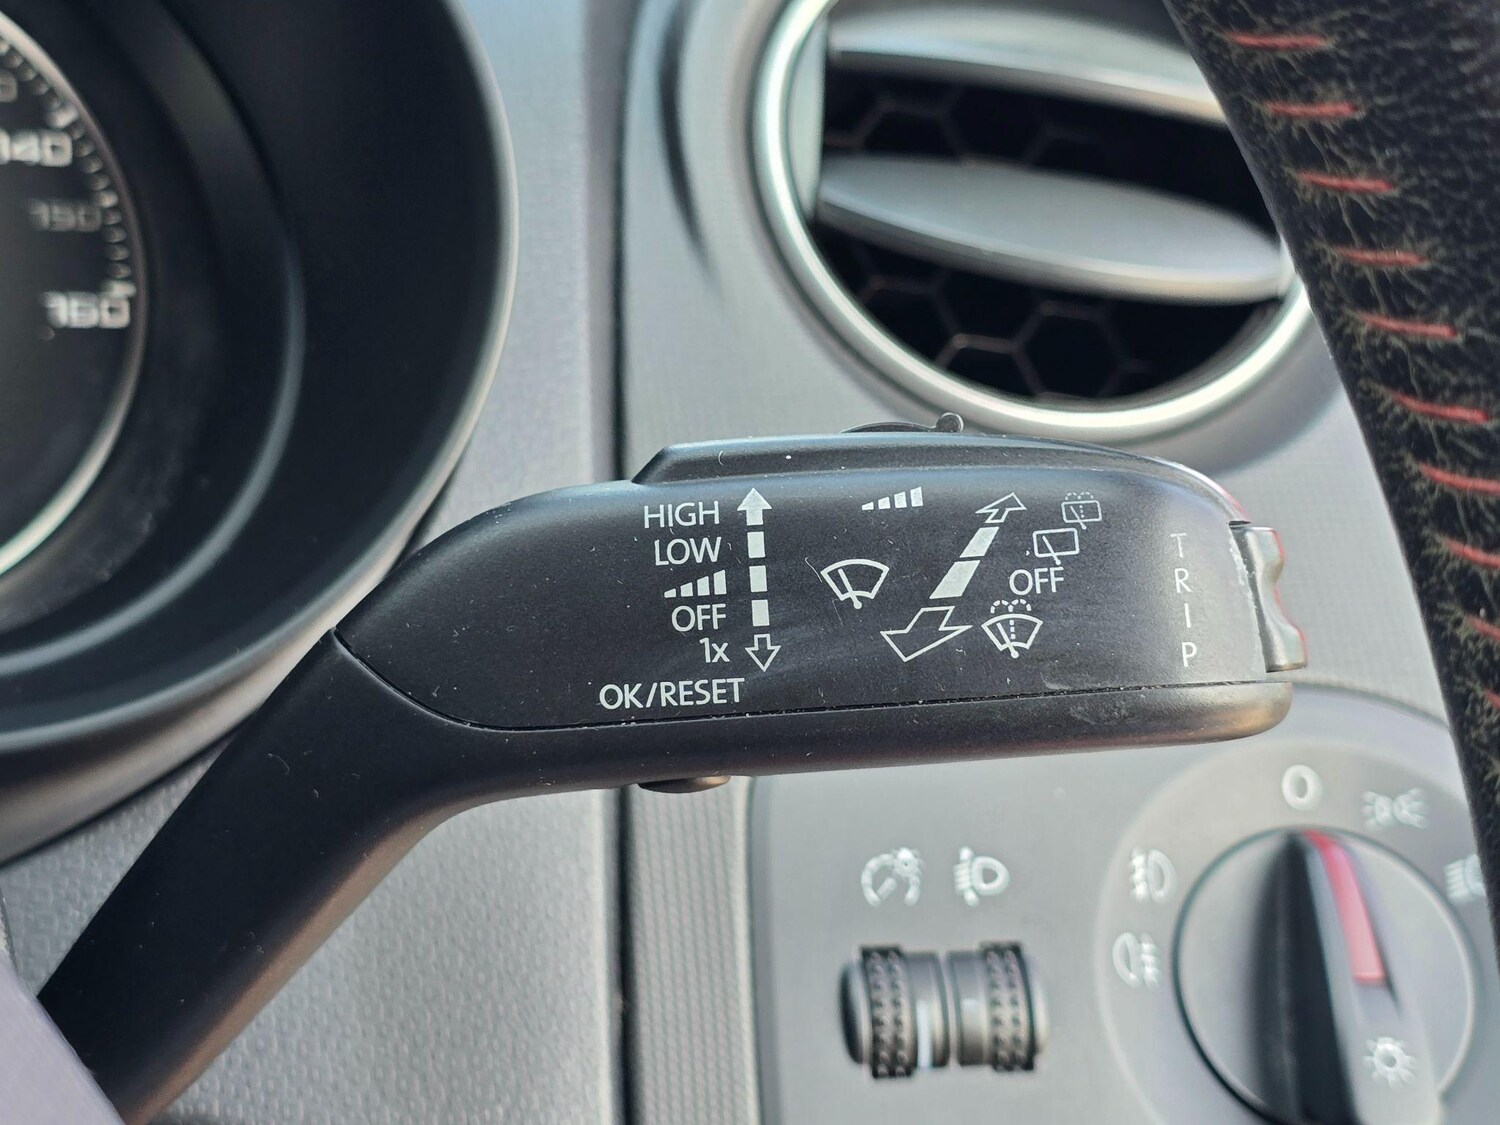 140
150
160
HIGH
LOW
OFF
1x
OK/RESET
OFF
TRIP
O